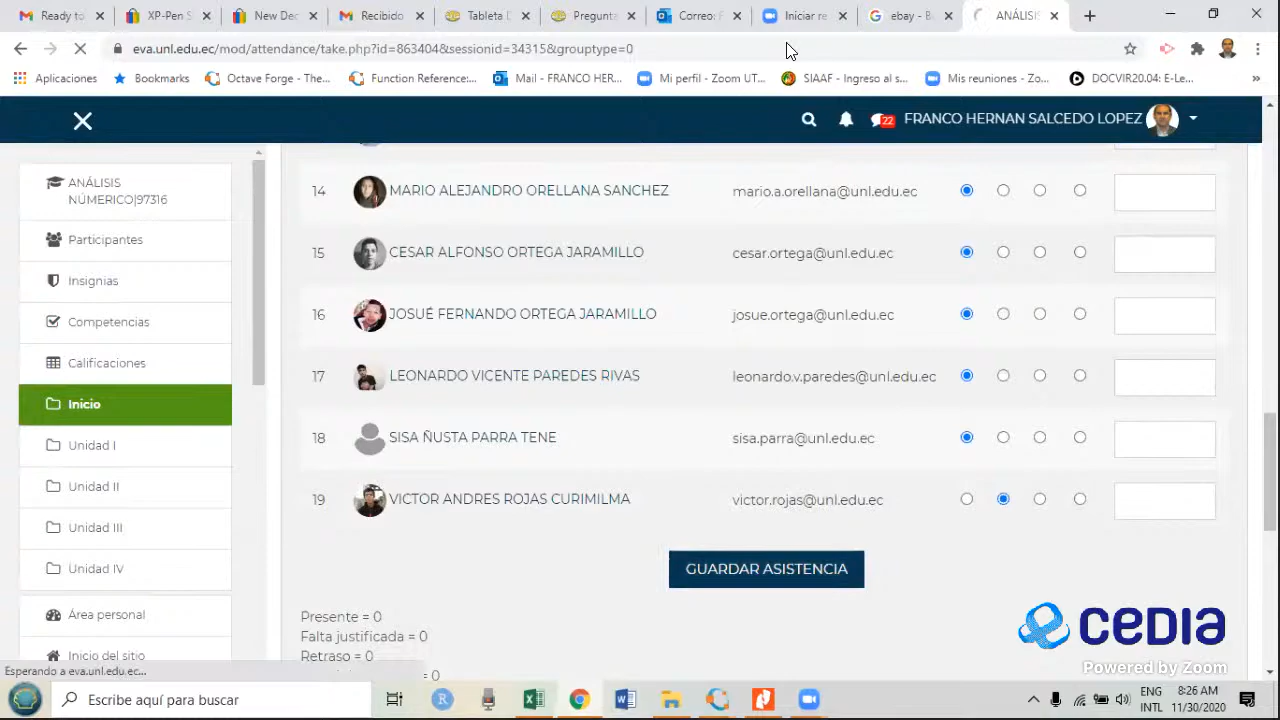 Ready to
XP-Pen S
New Dec
Recibido
Tableta D
Pregunta
Correo: F
Iniciar re
ebay - B
ANÁLISIS
eva.unl.edu.ec/mod/attendance/take.php?id=863404&sessionid=34315&grouptype=0
Aplicaciones
Bookmarks
Octave Forge - The...
Function Reference:...
Mail - FRANCO HER...
Mi perfil - Zoom UT...
SIAAF - Ingreso al s...
Mis reuniones - Zo...
DOCVIR20.04: E-Le...
22
FRANCO HERNAN SALCEDO LOPEZ
ANÁLISIS
NÚMERICO|97316
Participantes
Insignias
Competencias
Calificaciones
Inicio
Unidad I
Unidad II
Unidad III
Unidad IV
Área personal
Inicio del sitio
14 MARIO ALEJANDRO ORELLANA SANCHEZ mario.a.orellana@unl.edu.ec
15 CESAR ALFONSO ORTEGA JARAMILLO cesar.ortega@unl.edu.ec
16 JOSUÉ FERNANDO ORTEGA JARAMILLO josue.ortega@unl.edu.ec
17 LEONARDO VICENTE PAREDES RIVAS leonardo.v.paredes@unl.edu.ec
18 SISA ÑUSTA PARRA TENE sisa.parra@unl.edu.ec
19 VICTOR ANDRES ROJAS CURIMILMA victor.rojas@unl.edu.ec
GUARDAR ASISTENCIA
Presente = 0
Falta justificada = 0
Retraso = 0
= 0
cedia
Powered by Zoom
Esperando a eva.unl.edu.ec...
Escribe aquí para buscar
ENG
INTL
8:26 AM
11/30/2020